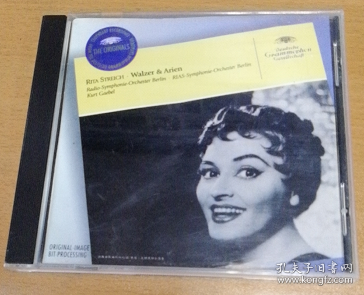 THE ORIGINALS
Deutsche
Grammophon
Gesellschaft
RITA STREICH · Walzer & Arien
Radio-Symphonie-Orchester Berlin · RIAS-Symphonie-Orchester Berlin
Kurt Gaebel
ORIGINAL-IMAGE
BIT-PROCESSING
孔夫子旧书网